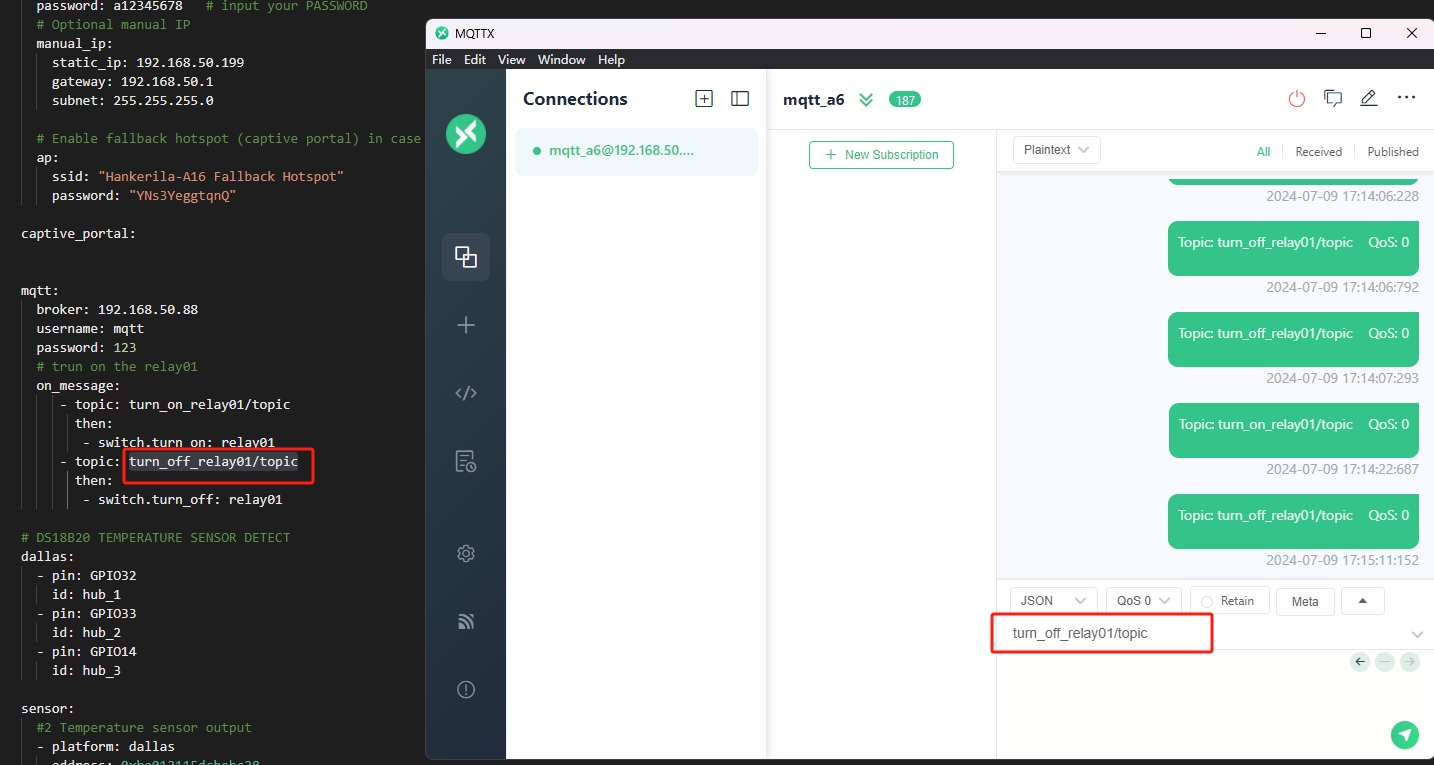 password: a12345678   # input your PASSWORD
# Optional manual IP
manual_ip:
static_ip: 192.168.50.199
gateway: 192.168.50.1
subnet: 255.255.255.0
# Enable fallback hotspot (captive portal) in case
ap:
ssid: "Hankerila-A16 Fallback Hotspot"
password: "YNs3YeggtqnQ"
captive_portal:
mqtt:
broker: 192.168.50.88
username: mqtt
password: 123
# trun on the relay01
on_message:
- topic: turn_on_relay01/topic
then:
- switch.turn_on: relay01
- topic: turn_off_relay01/topic
then:
- switch.turn_off: relay01
# DS18B20 TEMPERATURE SENSOR DETECT
dallas:
- pin: GPIO32
id: hub_1
- pin: GPIO33
id: hub_2
- pin: GPIO14
id: hub_3
sensor:
#2 Temperature sensor output
- platform: dallas
MQTTX
File Edit View Window Help
Connections
mqtt_a6@192.168.50....
mqtt_a6 187
+ New Subscription
Plaintext
All Received Published
2024-07-09 17:14:06:228
Topic: turn_off_relay01/topic QoS: 0
2024-07-09 17:14:06:792
Topic: turn_off_relay01/topic QoS: 0
2024-07-09 17:14:07:293
Topic: turn_on_relay01/topic QoS: 0
2024-07-09 17:14:22:687
Topic: turn_off_relay01/topic QoS: 0
2024-07-09 17:15:11:152
JSON QoS 0 Retain Meta
turn_off_relay01/topic